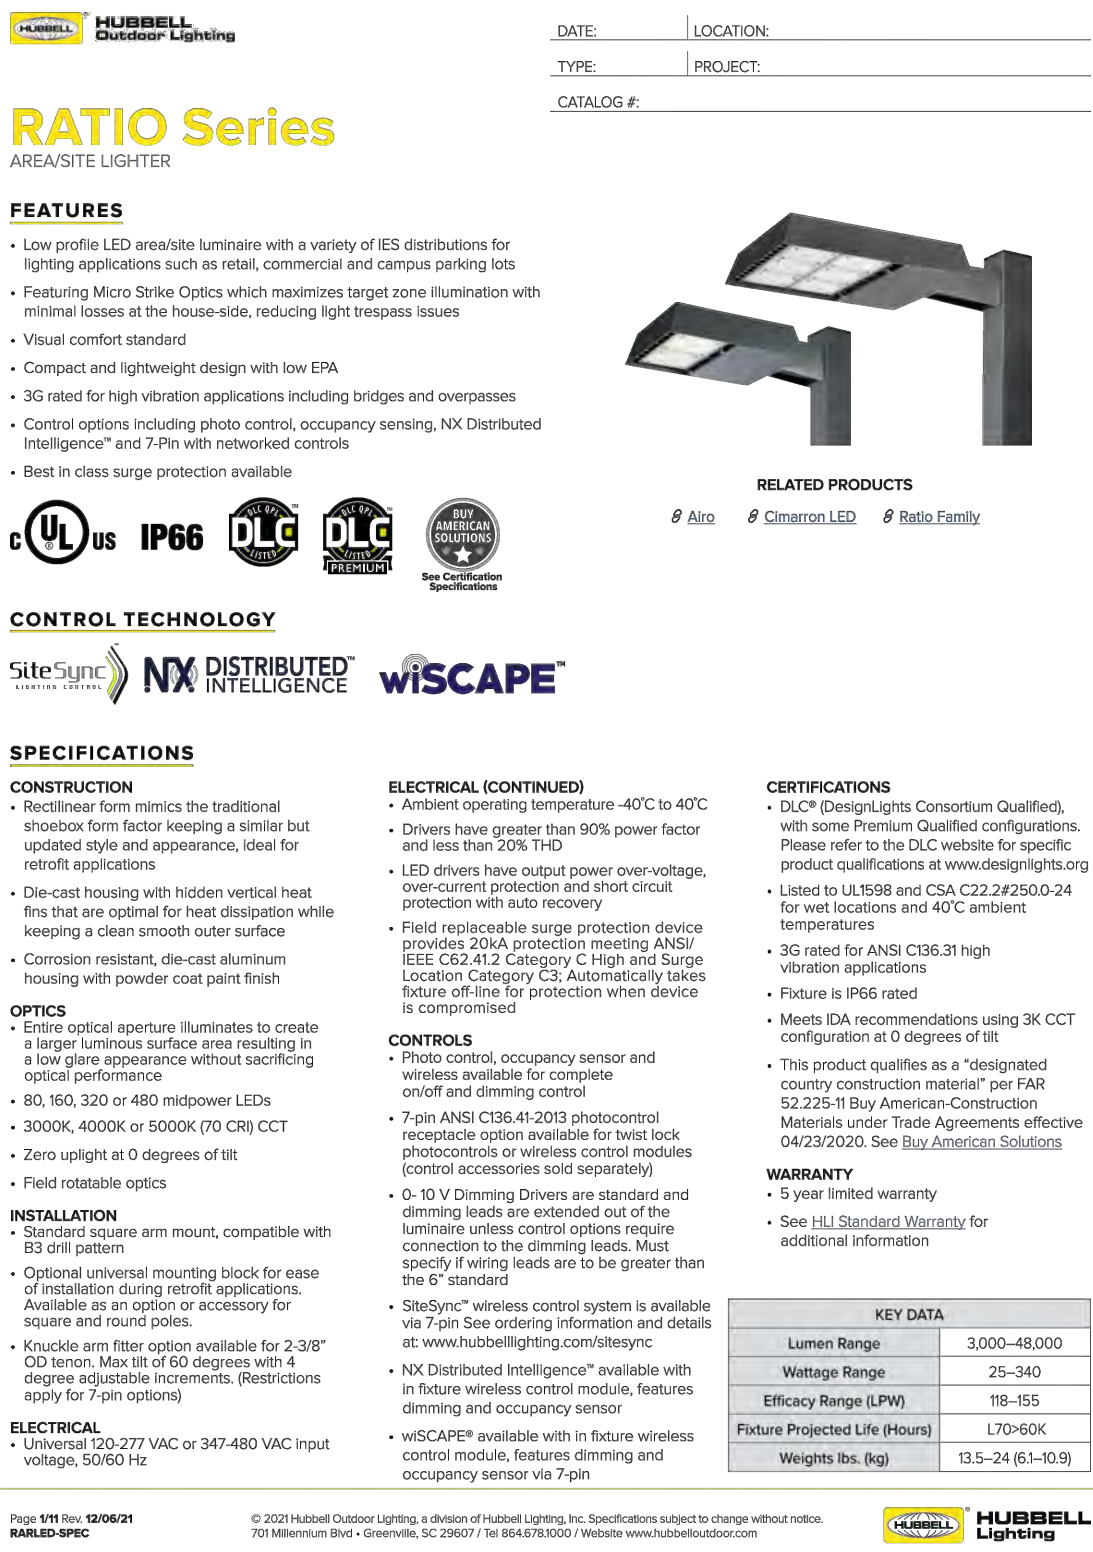 HUBBELL
HUBBELL
Outdoor Lighting
DATE:
LOCATION:
TYPE:
PROJECT:
CATALOG #:
RATIO Series
AREA/SITE LIGHTER
FEATURES
• Low profile LED area/site luminaire with a variety of IES distributions for
lighting applications such as retail, commercial and campus parking lots
• Featuring Micro Strike Optics which maximizes target zone illumination with
minimal losses at the house-side, reducing light trespass issues
• Visual comfort standard
• Compact and lightweight design with low EPA
• 3G rated for high vibration applications including bridges and overpasses
• Control options including photo control, occupancy sensing, NX Distributed
Intelligence™ and 7-Pin with networked controls
• Best in class surge protection available
RELATED PRODUCTS
Airo
Cimarron LED
Ratio Family
C UL US ®
IP66
DLC QPL
DLC ™
LISTED
DLC QPL
DLC ™
LISTED
PREMIUM
BUY
AMERICAN
SOLUTIONS
See Certification
Specifications
CONTROL TECHNOLOGY
SiteSync ™
LIGHTING CONTROL
NX DISTRIBUTED™
INTELLIGENCE
wiSCAPE™
SPECIFICATIONS
CONSTRUCTION
• Rectilinear form mimics the traditional
shoebox form factor keeping a similar but
updated style and appearance, ideal for
retrofit applications
• Die-cast housing with hidden vertical heat
fins that are optimal for heat dissipation while
keeping a clean smooth outer surface
• Corrosion resistant, die-cast aluminum
housing with powder coat paint finish
OPTICS
• Entire optical aperture illuminates to create
a larger luminous surface area resulting in
a low glare appearance without sacrificing
optical performance
• 80, 160, 320 or 480 midpower LEDs
• 3000K, 4000K or 5000K (70 CRI) CCT
• Zero uplight at 0 degrees of tilt
• Field rotatable optics
INSTALLATION
• Standard square arm mount, compatible with
B3 drill pattern
• Optional universal mounting block for ease
of installation during retrofit applications.
Available as an option or accessory for
square and round poles.
• Knuckle arm fitter option available for 2-3/8”
OD tenon. Max tilt of 60 degrees with 4
degree adjustable increments. (Restrictions
apply for 7-pin options)
ELECTRICAL
• Universal 120-277 VAC or 347-480 VAC input
voltage, 50/60 Hz
ELECTRICAL (CONTINUED)
• Ambient operating temperature -40˚C to 40˚C
• Drivers have greater than 90% power factor
and less than 20% THD
• LED drivers have output power over-voltage,
over-current protection and short circuit
protection with auto recovery
• Field replaceable surge protection device
provides 20kA protection meeting ANSI/
IEEE C62.41.2 Category C High and Surge
Location Category C3; Automatically takes
fixture off-line for protection when device
is compromised
CONTROLS
• Photo control, occupancy sensor and
wireless available for complete
on/off and dimming control
• 7-pin ANSI C136.41-2013 photocontrol
receptacle option available for twist lock
photocontrols or wireless control modules
(control accessories sold separately)
• 0- 10 V Dimming Drivers are standard and
dimming leads are extended out of the
luminaire unless control options require
connection to the dimming leads. Must
specify if wiring leads are to be greater than
the 6” standard
• SiteSync™ wireless control system is available
via 7-pin See ordering information and details
at: www.hubbelllighting.com/sitesync
• NX Distributed Intelligence™ available with
in fixture wireless control module, features
dimming and occupancy sensor
• wiSCAPE® available with in fixture wireless
control module, features dimming and
occupancy sensor via 7-pin
CERTIFICATIONS
• DLC® (DesignLights Consortium Qualified),
with some Premium Qualified configurations.
Please refer to the DLC website for specific
product qualifications at www.designlights.org
• Listed to UL1598 and CSA C22.2#250.0-24
for wet locations and 40˚C ambient
temperatures
• 3G rated for ANSI C136.31 high
vibration applications
• Fixture is IP66 rated
• Meets IDA recommendations using 3K CCT
configuration at 0 degrees of tilt
• This product qualifies as a “designated
country construction material” per FAR
52.225-11 Buy American-Construction
Materials under Trade Agreements effective
04/23/2020. See Buy American Solutions
WARRANTY
• 5 year limited warranty
• See HLI Standard Warranty for
additional information
KEY DATA
Lumen Range 3,000–48,000
Wattage Range 25–340
Efficacy Range (LPW) 118–155
Fixture Projected Life (Hours) L70>60K
Weights lbs. (kg) 13.5–24 (6.1–10.9)
Page 1/11 Rev. 12/06/21
RARLED-SPEC
© 2021 Hubbell Outdoor Lighting, a division of Hubbell Lighting, Inc. Specifications subject to change without notice.
701 Millennium Blvd • Greenville, SC 29607 / Tel 864.678.1000 / Website www.hubbelloutdoor.com
HUBBELL ®
HUBBELL
Lighting